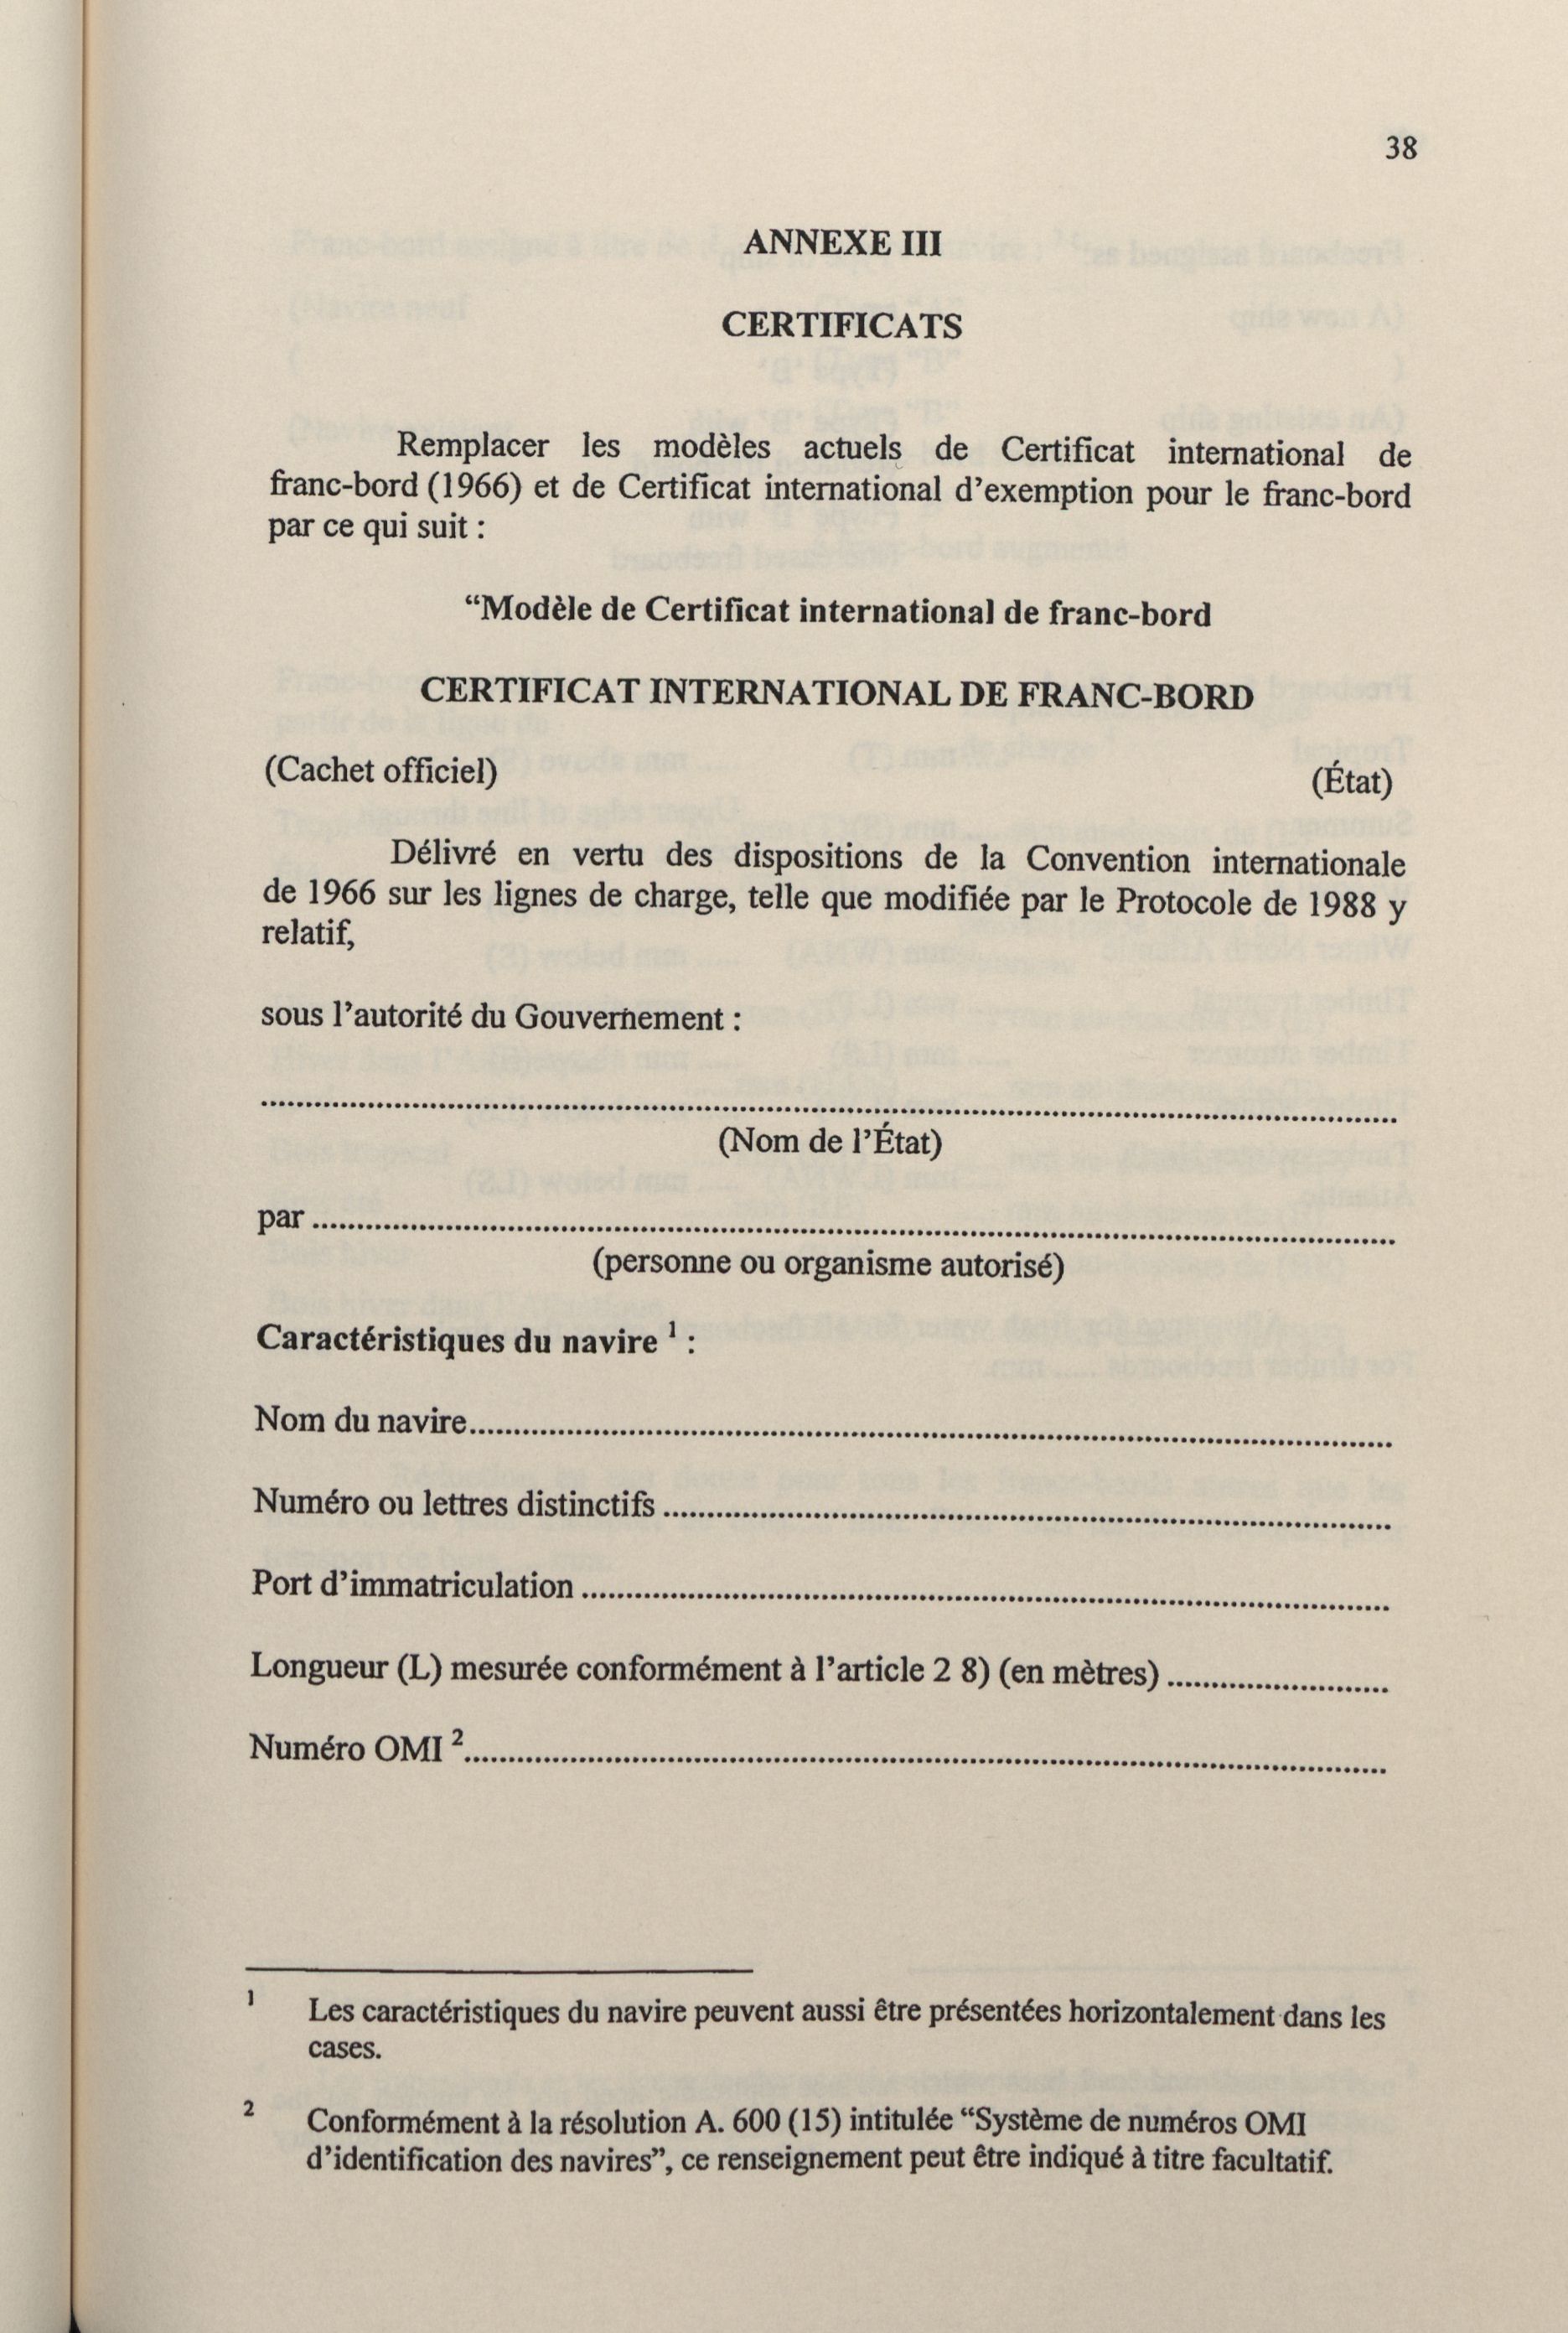 38
ANNEXE III
CERTIFICATS
Remplacer les modèles actuels de Certificat international de
franc-bord (1966) et de Certificat international d'exemption pour le franc-bord
par ce qui suit :
“Modèle de Certificat international de franc-bord
CERTIFICAT INTERNATIONAL DE FRANC-BORD
(Cachet officiel) (État)
Délivré en vertu des dispositions de la Convention internationale
de 1966 sur les lignes de charge, telle que modifiée par le Protocole de 1988 y
relatif,
sous l'autorité du Gouvernement :
(Nom de l'État)
par
(personne ou organisme autorisé)
Caractéristiques du navire ¹ :
Nom du navire
Numéro ou lettres distinctifs
Port d'immatriculation
Longueur (L) mesurée conformément à l'article 2 8) (en mètres)
Numéro OMI ²
¹ Les caractéristiques du navire peuvent aussi être présentées horizontalement dans les
cases.
² Conformément à la résolution A. 600 (15) intitulée “Système de numéros OMI
d'identification des navires”, ce renseignement peut être indiqué à titre facultatif.